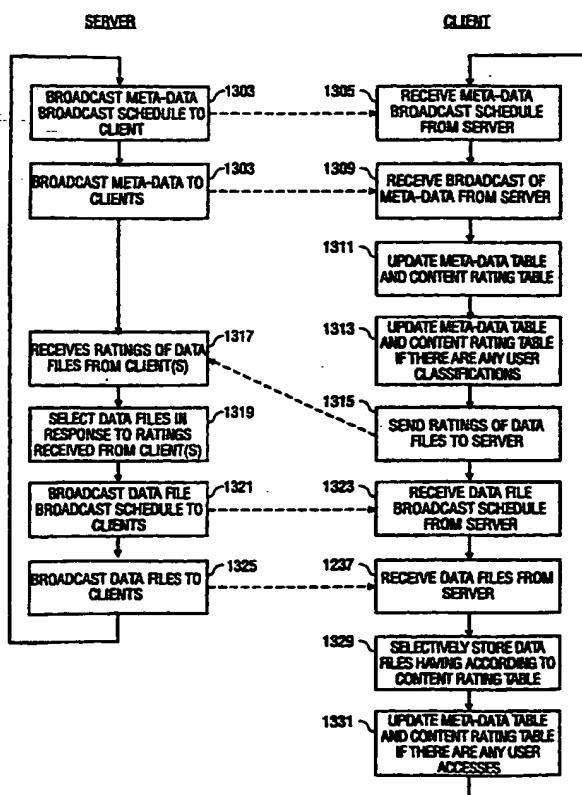 SERVER
CLIENT
1303
BROADCAST META-DATA
BROADCAST SCHEDULE TO
CLIENT
1305
RECEIVE META-DATA
BROADCAST SCHEDULE
FROM SERVER
1303
BROADCAST META-DATA TO
CLIENTS
1309
RECEIVE BROADCAST OF
META-DATA FROM SERVER
1311
UPDATE META-DATA TABLE
AND CONTENT RATING TABLE
1313
UPDATE META-DATA TABLE
AND CONTENT RATING TABLE
IF THERE ARE ANY USER
CLASSIFICATIONS
1317
RECEIVES RATINGS OF DATA
FILES FROM CLIENT(S)
1315
SEND RATINGS OF DATA
FILES TO SERVER
1319
SELECT DATA FILES IN
RESPONSE TO RATINGS
RECEIVED FROM CLIENT(S)
1321
BROADCAST DATA FILE
BROADCAST SCHEDULE TO
CLIENTS
1323
RECEIVE DATA FILE
BROADCAST SCHEDULE
FROM SERVER
1325
BROADCAST DATA FILES TO
CLIENTS
1237
RECEIVE DATA FILES FROM
SERVER
1329
SELECTIVELY STORE DATA
FILES HAVING ACCORDING TO
CONTENT RATING TABLE
1331
UPDATE META-DATA TABLE
AND CONTENT RATING TABLE
IF THERE ARE ANY USER
ACCESSES